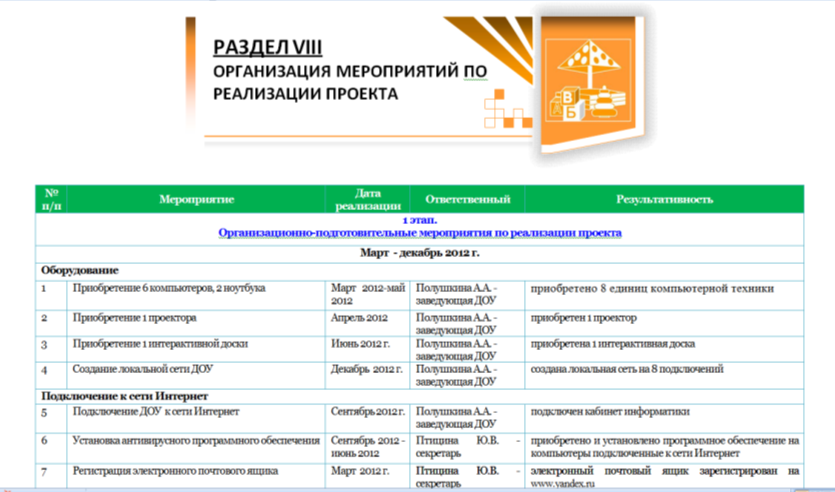 РАЗДЕЛ VIII
ОРГАНИЗАЦИЯ МЕРОПРИЯТИЙ ПО
РЕАЛИЗАЦИИ ПРОЕКТА
В
А Б
№ п/п Мероприятие Дата реализации Ответственный Результативность
1 этап.
Организационно-подготовительные мероприятия по реализации проекта
Март - декабрь 2012 г.
Оборудование
1 Приобретение 6 компьютеров, 2 ноутбука Март 2012-май 2012 Полушкина А.А. - заведующая ДОУ приобретено 8 единиц компьютерной техники
2 Приобретение 1 проектора Апрель 2012 Полушкина А.А. - заведующая ДОУ приобретен 1 проектор
3 Приобретение 1 интерактивной доски Июнь 2012 г. Полушкина А.А. - заведующая ДОУ приобретена 1 интерактивная доска
4 Создание локальной сети ДОУ Декабрь 2012 г. Полушкина А.А. - заведующая ДОУ создана локальная сеть на 8 подключений
Подключение к сети Интернет
5 Подключение ДОУ к сети Интернет Сентябрь 2012 г. Полушкина А.А. - заведующая ДОУ подключен кабинет информатики
6 Установка антивирусного программного обеспечения Сентябрь 2012 - июнь 2012 Птицина Ю.В. - секретарь приобретено и установлено программное обеспечение на компьютеры подключенные к сети Интернет
7 Регистрация электронного почтового ящика Март 2012 г. Птицина Ю.В. - секретарь электронный почтовый ящик зарегистрирован на www.yandex.ru